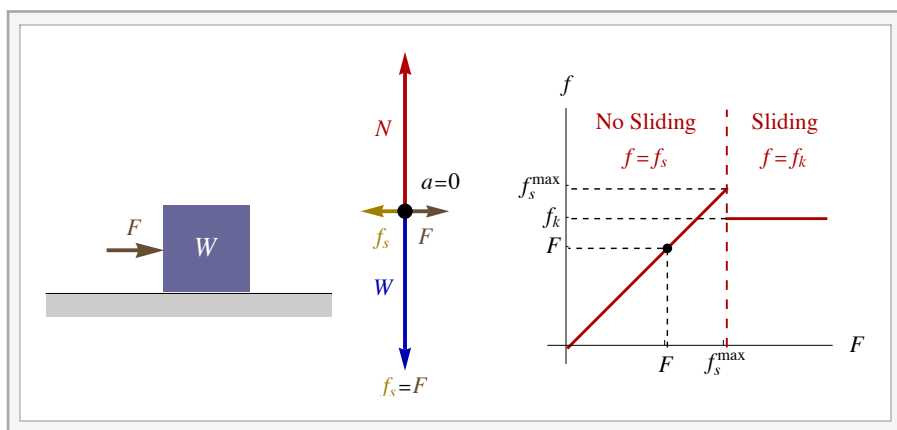 F
W
N
a=0
f_s
F
W
f_s=F
f
No Sliding
f=f_s
Sliding
f=f_k
f_s^max
f_k
F
F
f_s^max
F